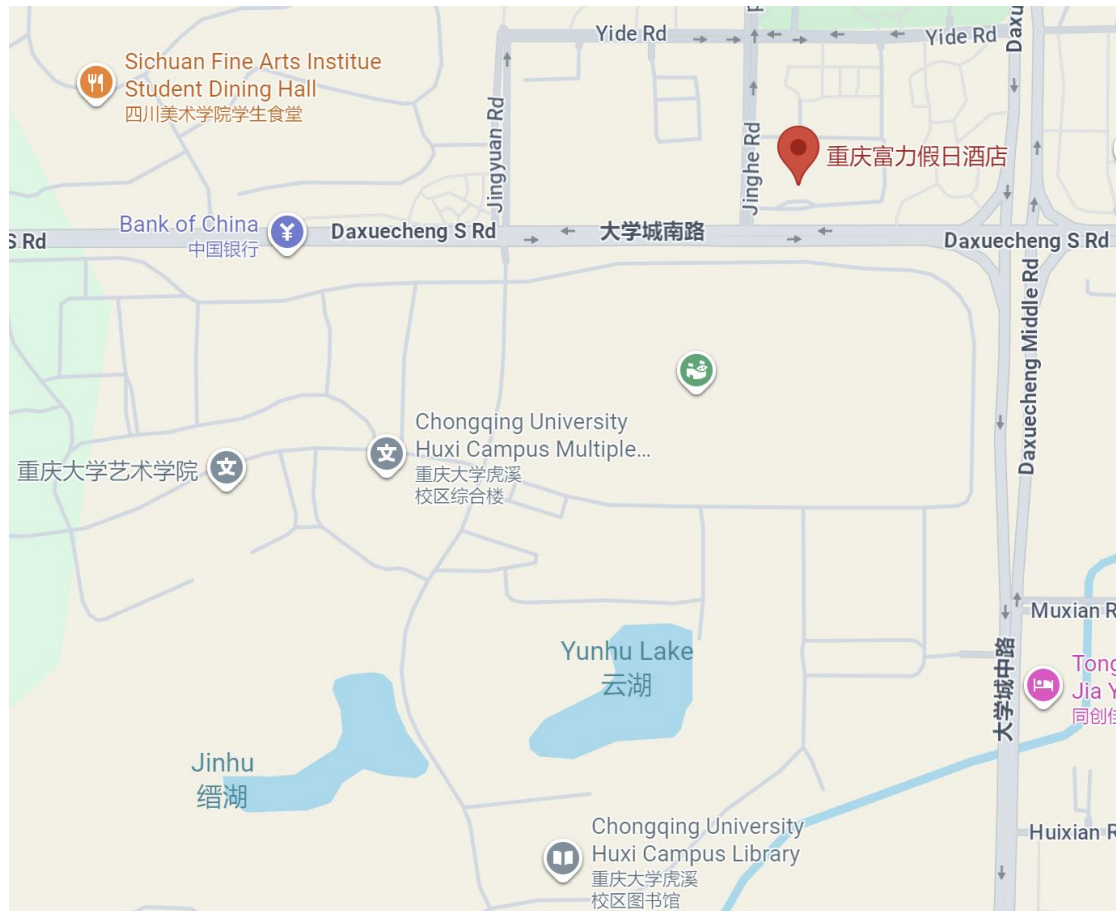 Yide Rd
Yide Rd
Daxu
Sichuan Fine Arts Institue
Student Dining Hall
四川美术学院学生食堂
Jingyuan Rd
Jinghe Rd
重庆富力假日酒店
Bank of China
中国银行
S Rd
Daxuecheng S Rd
大学城南路
Daxuecheng S Rd
Daxuecheng Middle Rd
Chongqing University
Huxi Campus Multiple...
重庆大学虎溪
校区综合楼
重庆大学艺术学院
Muxian R
Yunhu Lake
云湖
大学城中路
Tong
Jia Y
同创佳
Jinhu
缙湖
Chongqing University
Huxi Campus Library
重庆大学虎溪
校区图书馆
Huixian R